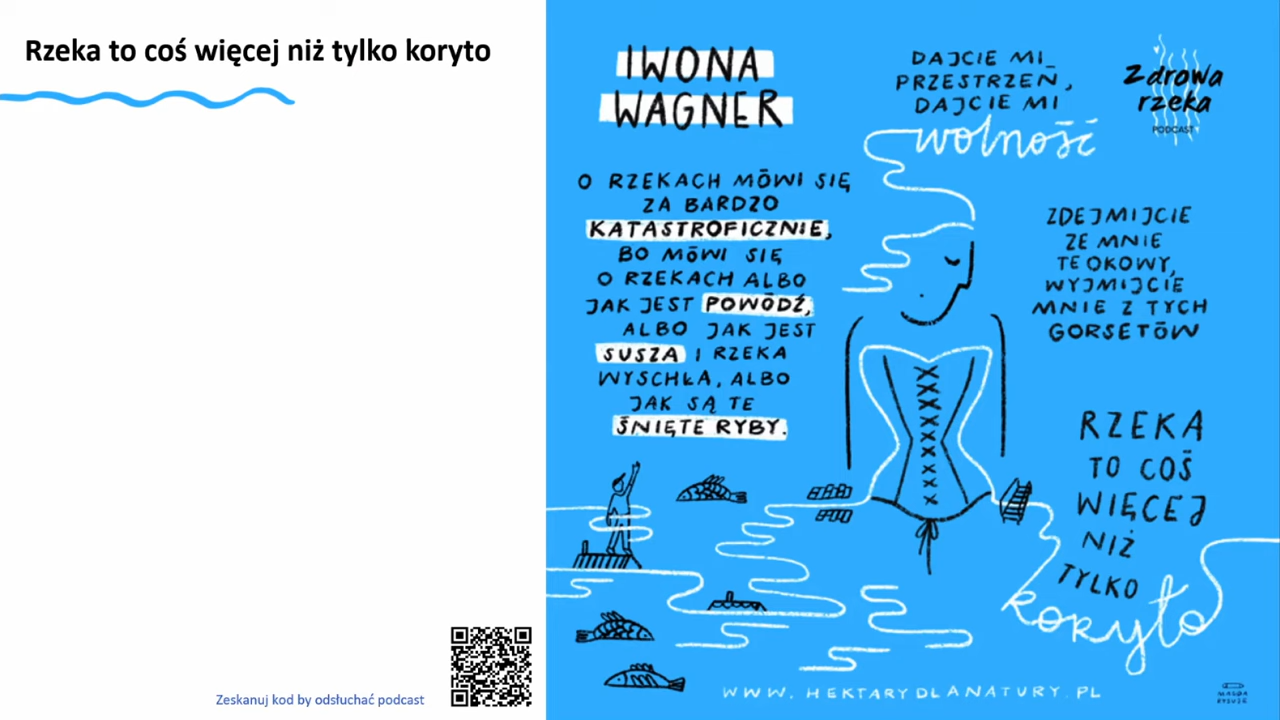 Rzeka to coś więcej niż tylko koryto
IWONA
WAGNER
DAJCIE MI
PRZESTRZEŃ,
DAJCIE MI
wolność
Zdrowa
rzeka
PODCAST
O RZEKACH MÓWI SIĘ
ZA BARDZO
KATASTROFICZNIE,
BO MÓWI SIĘ
O RZEKACH ALBO
JAK JEST POWÓDŹ,
ALBO JAK JEST
SUSZA I RZEKA
WYSCHŁA, ALBO
JAK SĄ TE
ŚNIĘTE RYBY.
ZDEJMIJCIE
ZE MNIE
TE OKOWY,
WYJMIJCIE
MNIE Z TYCH
GORSETÓW
RZEKA
TO COŚ
WIĘCEJ
NIŻ
TYLKO
koryto
Zeskanuj kod by odsłuchać podcast
WWW.HEKTARYDLANATURY.PL
MAGDA